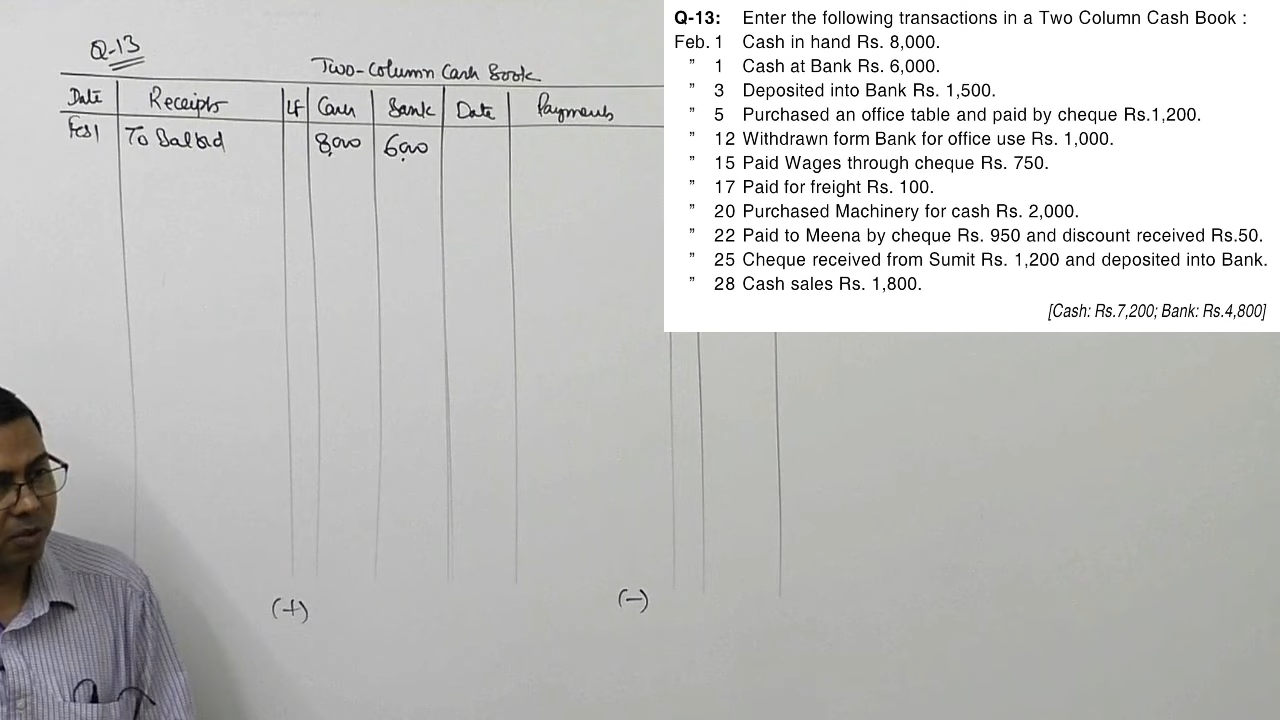 Q-13
Two-Column Cash Book
Date Receipts LF Cash Bank Date Payments
Feb 1 To Bal b/d 8,000 6,000
(+) (-)
Q-13: Enter the following transactions in a Two Column Cash Book :
Feb. 1 Cash in hand Rs. 8,000.
” 1 Cash at Bank Rs. 6,000.
” 3 Deposited into Bank Rs. 1,500.
” 5 Purchased an office table and paid by cheque Rs.1,200.
” 12 Withdrawn form Bank for office use Rs. 1,000.
” 15 Paid Wages through cheque Rs. 750.
” 17 Paid for freight Rs. 100.
” 20 Purchased Machinery for cash Rs. 2,000.
” 22 Paid to Meena by cheque Rs. 950 and discount received Rs.50.
” 25 Cheque received from Sumit Rs. 1,200 and deposited into Bank.
” 28 Cash sales Rs. 1,800.
[Cash: Rs.7,200; Bank: Rs.4,800]